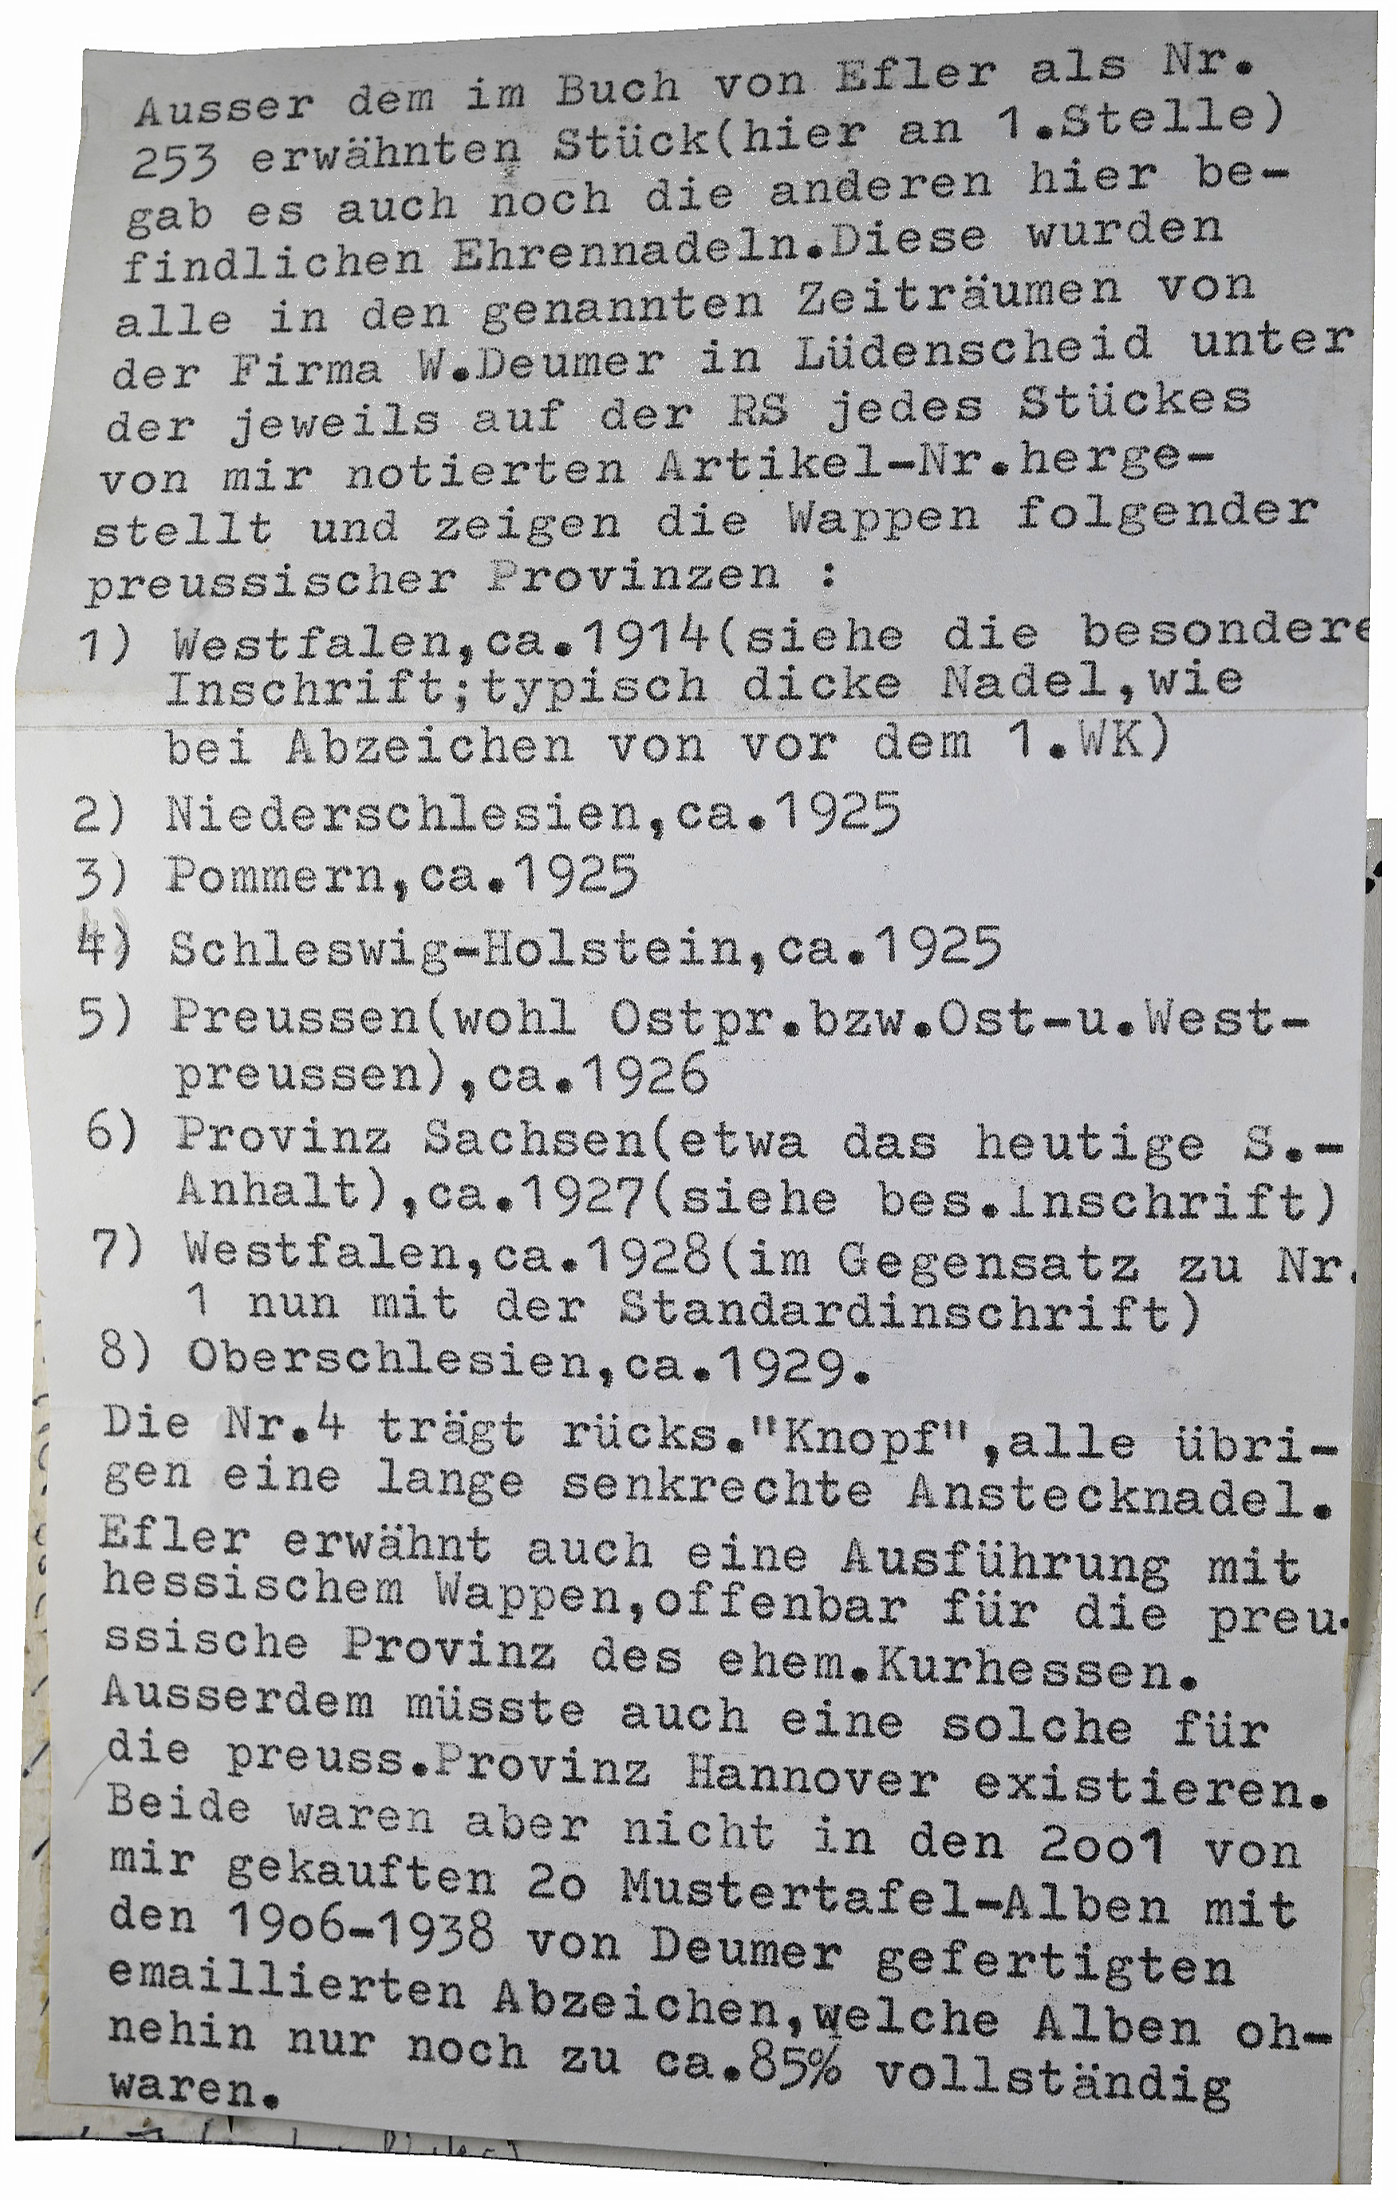 Ausser dem im Buch von Efler als Nr.
253 erwähnten Stück(hier an 1.Stelle)
gab es auch noch die anderen hier be-
findlichen Ehrennadeln.Diese wurden
alle in den genannten Zeiträumen von
der Firma W.Deumer in Lüdenscheid unter
der jeweils auf der RS jedes Stückes
von mir notierten Artikel-Nr.herge-
stellt und zeigen die Wappen folgender
preussischer Provinzen :
1) Westfalen,ca.1914(siehe die besondere
Inschrift;typisch dicke Nadel,wie
bei Abzeichen von vor dem 1.WK)
2) Niederschlesien,ca.1925
3) Pommern,ca.1925
4) Schleswig-Holstein,ca.1925
5) Preussen(wohl Ostpr.bzw.Ost-u.West-
preussen),ca.1926
6) Provinz Sachsen(etwa das heutige S.-
Anhalt),ca.1927(siehe bes.Inschrift)
7) Westfalen,ca.1928(im Gegensatz zu Nr.
1 nun mit der Standardinschrift)
8) Oberschlesien,ca.1929.
Die Nr.4 trägt rücks."Knopf",alle übri-
gen eine lange senkrechte Anstecknadel.
Efler erwähnt auch eine Ausführung mit
hessischem Wappen,offenbar für die preu-
ssische Provinz des ehem.Kurhessen.
Ausserdem müsste auch eine solche für
die preuss.Provinz Hannover existieren.
Beide waren aber nicht in den 2oo1 von
mir gekauften 2o Mustertafel-Alben mit
den 19o6-1938 von Deumer gefertigten
emaillierten Abzeichen,welche Alben oh-
nehin nur noch zu ca.85% vollständig
waren.